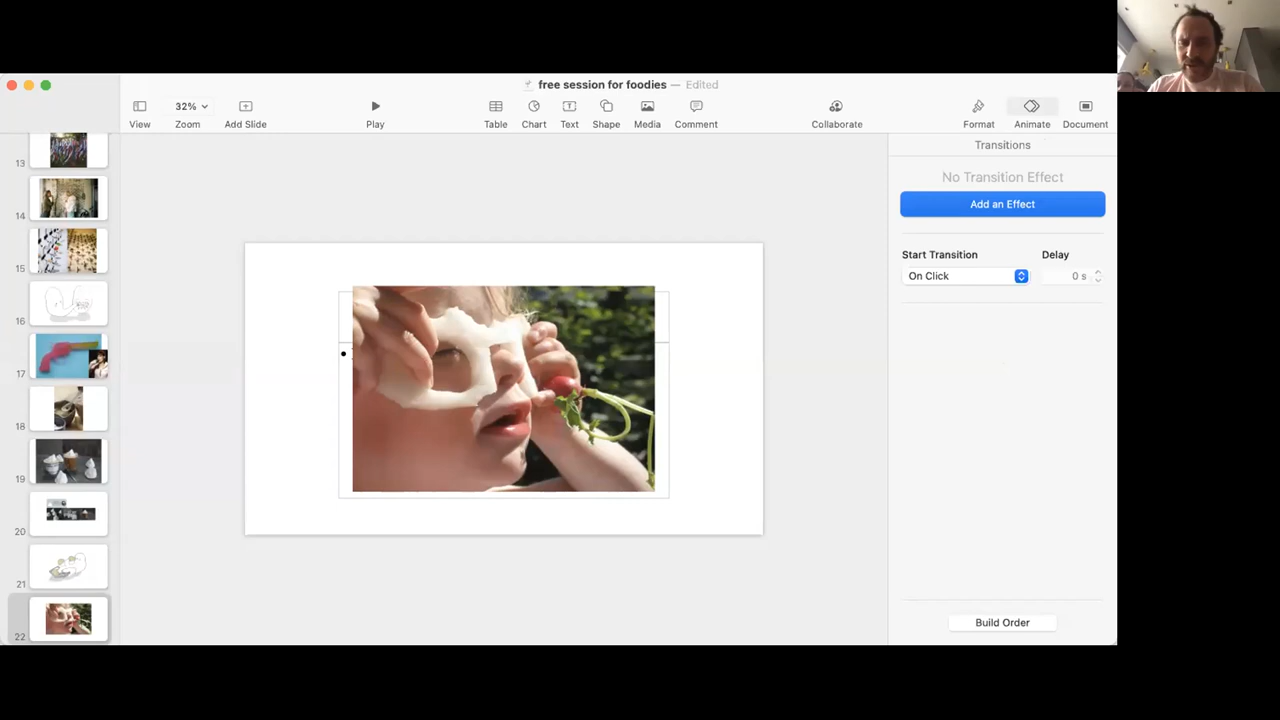 free session for foodies — Edited
32%
View
Zoom
Add Slide
Play
Table
Chart
Text
Shape
Media
Comment
Collaborate
Format
Animate
Document
Transitions
No Transition Effect
Add an Effect
Start Transition
Delay
On Click
0 s
Build Order
13
14
15
16
17
18
19
20
21
22